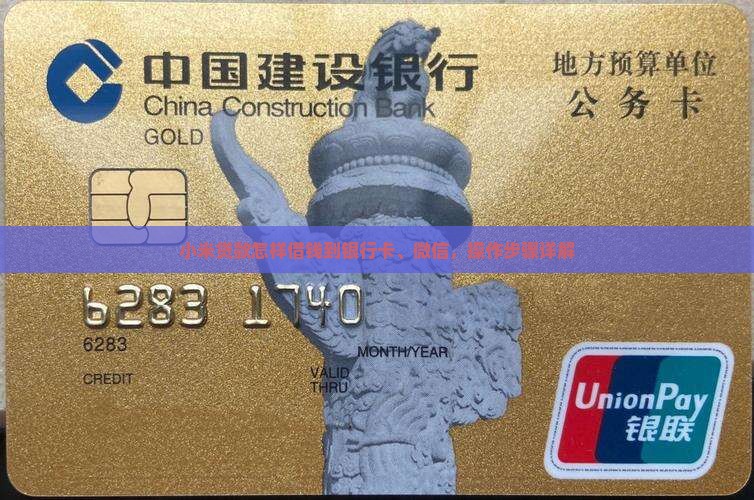 中国建设银行
China Construction Bank
GOLD
地方预算单位
公务卡
小米贷款怎样借钱到银行卡、微信，操作步骤详解
6283 1740
6283
MONTH/YEAR
CREDIT
VALID
THRU
UnionPay
银联